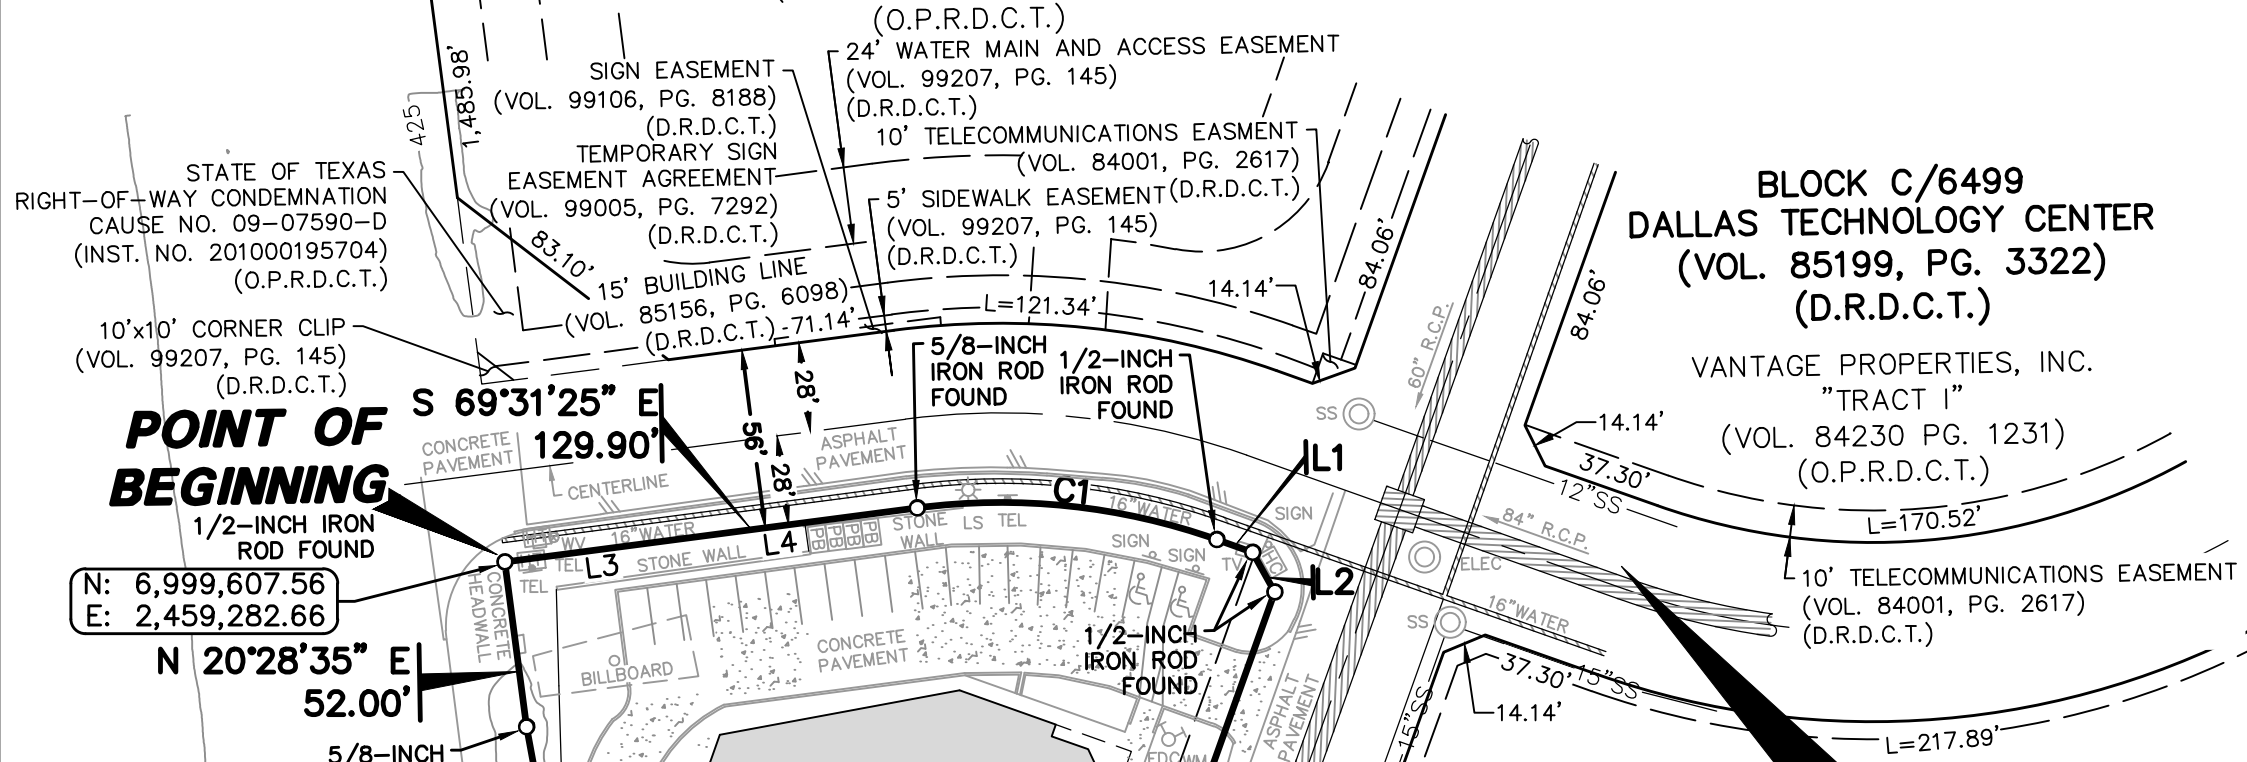 (O.P.R.D.C.T.)
24' WATER MAIN AND ACCESS EASEMENT
(VOL. 99207, PG. 145)
(D.R.D.C.T.)
SIGN EASEMENT
(VOL. 99106, PG. 8188)
(D.R.D.C.T.)
TEMPORARY SIGN
EASEMENT AGREEMENT
(VOL. 99005, PG. 7292)
(D.R.D.C.T.)
10' TELECOMMUNICATIONS EASMENT
(VOL. 84001, PG. 2617)
(D.R.D.C.T.)
5' SIDEWALK EASEMENT
(VOL. 99207, PG. 145)
(D.R.D.C.T.)
1,485.98'
425
STATE OF TEXAS
RIGHT-OF-WAY CONDEMNATION
CAUSE NO. 09-07590-D
(INST. NO. 201000195704)
(O.P.R.D.C.T.)
83.10'
15' BUILDING LINE
(VOL. 85156, PG. 6098)
(D.R.D.C.T.)
71.14'
L=121.34'
14.14'
84.06'
10'x10' CORNER CLIP
(VOL. 99207, PG. 145)
(D.R.D.C.T.)
BLOCK C/6499
DALLAS TECHNOLOGY CENTER
(VOL. 85199, PG. 3322)
(D.R.D.C.T.)
84.06'
VANTAGE PROPERTIES, INC.
"TRACT I"
(VOL. 84230 PG. 1231)
(O.P.R.D.C.T.)
60" R.C.P.
5/8-INCH
IRON ROD
FOUND
1/2-INCH
IRON ROD
FOUND
28'
56'
28'
S 69°31'25" E
129.90'
POINT OF
BEGINNING
1/2-INCH IRON
ROD FOUND
N: 6,999,607.56
E: 2,459,282.66
N 20°28'35" E
52.00'
5/8-INCH
CONCRETE
PAVEMENT
CENTERLINE
ASPHALT
PAVEMENT
SS
L1
C1
14.14'
37.30'
12"SS
L=170.52'
84" R.C.P.
10' TELECOMMUNICATIONS EASEMENT
(VOL. 84001, PG. 2617)
(D.R.D.C.T.)
WV
16"WATER
L4
PB
PB
PB
PB
STONE
WALL
LS
TEL
16"WATER
SIGN
SIGN
SIGN
TV
HC
ELEC
TEL
TEL
L3
STONE WALL
L2
CONCRETE
HEADWALL
BILLBOARD
CONCRETE
PAVEMENT
1/2-INCH
IRON ROD
FOUND
SS
16"WATER
37.30'
15"SS
14.14'
15"SS
L=217.89'
ASPHALT
PAVEMENT
FDCWM